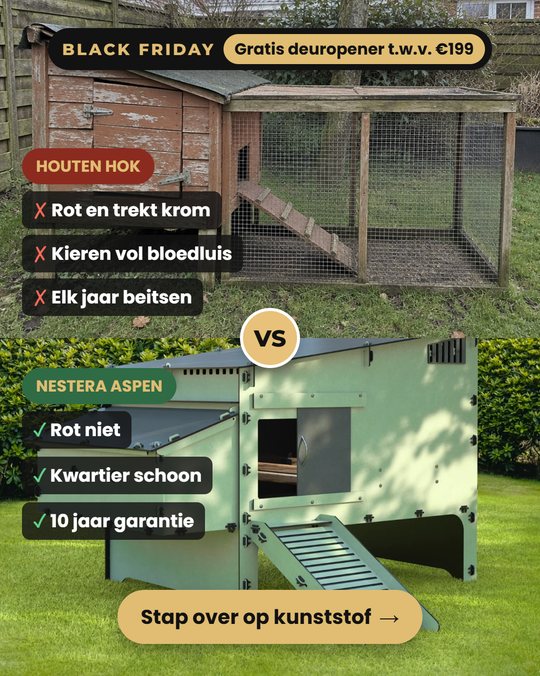 BLACK FRIDAY Gratis deuropener t.w.v. €199
HOUTEN HOK
✗ Rot en trekt krom
✗ Kieren vol bloedluis
✗ Elk jaar beitsen
VS
NESTERA ASPEN
✓ Rot niet
✓ Kwartier schoon
✓ 10 jaar garantie
Stap over op kunststof →